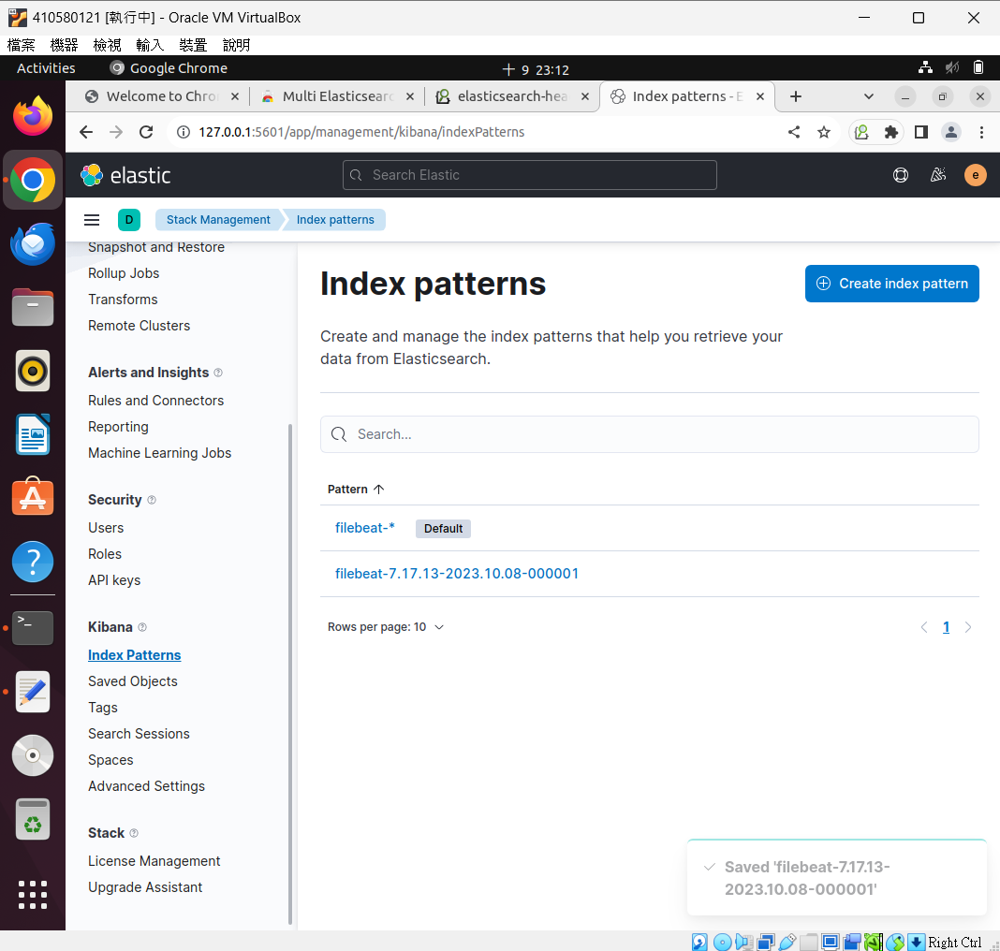 410580121 [執行中] - Oracle VM VirtualBox
檔案 機器 檢視 輸入 裝置 說明
Activities Google Chrome 十 9 23:12
Welcome to Chro Multi Elasticsearc elasticsearch-hea Index patterns - E
127.0.0.1:5601/app/management/kibana/indexPatterns
elastic Search Elastic e
D Stack Management Index patterns
Snapshot and Restore
Rollup Jobs
Transforms
Remote Clusters
Alerts and Insights
Rules and Connectors
Reporting
Machine Learning Jobs
Security
Users
Roles
API keys
Kibana
Index Patterns
Saved Objects
Tags
Search Sessions
Spaces
Advanced Settings
Stack
License Management
Upgrade Assistant
Index patterns
Create index pattern
Create and manage the index patterns that help you retrieve your
data from Elasticsearch.
Search...
Pattern
filebeat-* Default
filebeat-7.17.13-2023.10.08-000001
Rows per page: 10
1
Saved 'filebeat-7.17.13-
2023.10.08-000001'
Right Ctrl